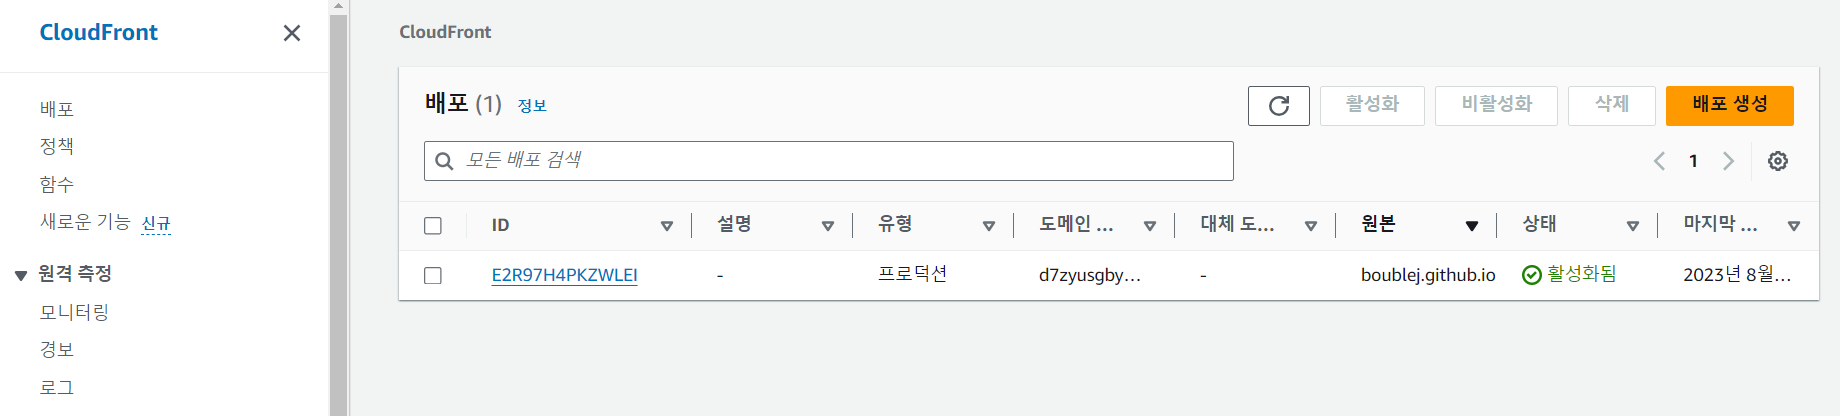 CloudFront
배포
정책
함수
새로운 기능 신규
원격 측정
모니터링
경보
로그
CloudFront
배포 (1) 정보
활성화 비활성화 삭제 배포 생성
모든 배포 검색
1
ID 설명 유형 도메인 ... 대체 도... 원본 상태 마지막 ...
E2R97H4PKZWLEI - 프로덕션 d7zyusgby... - boublej.github.io 활성화됨 2023년 8월...